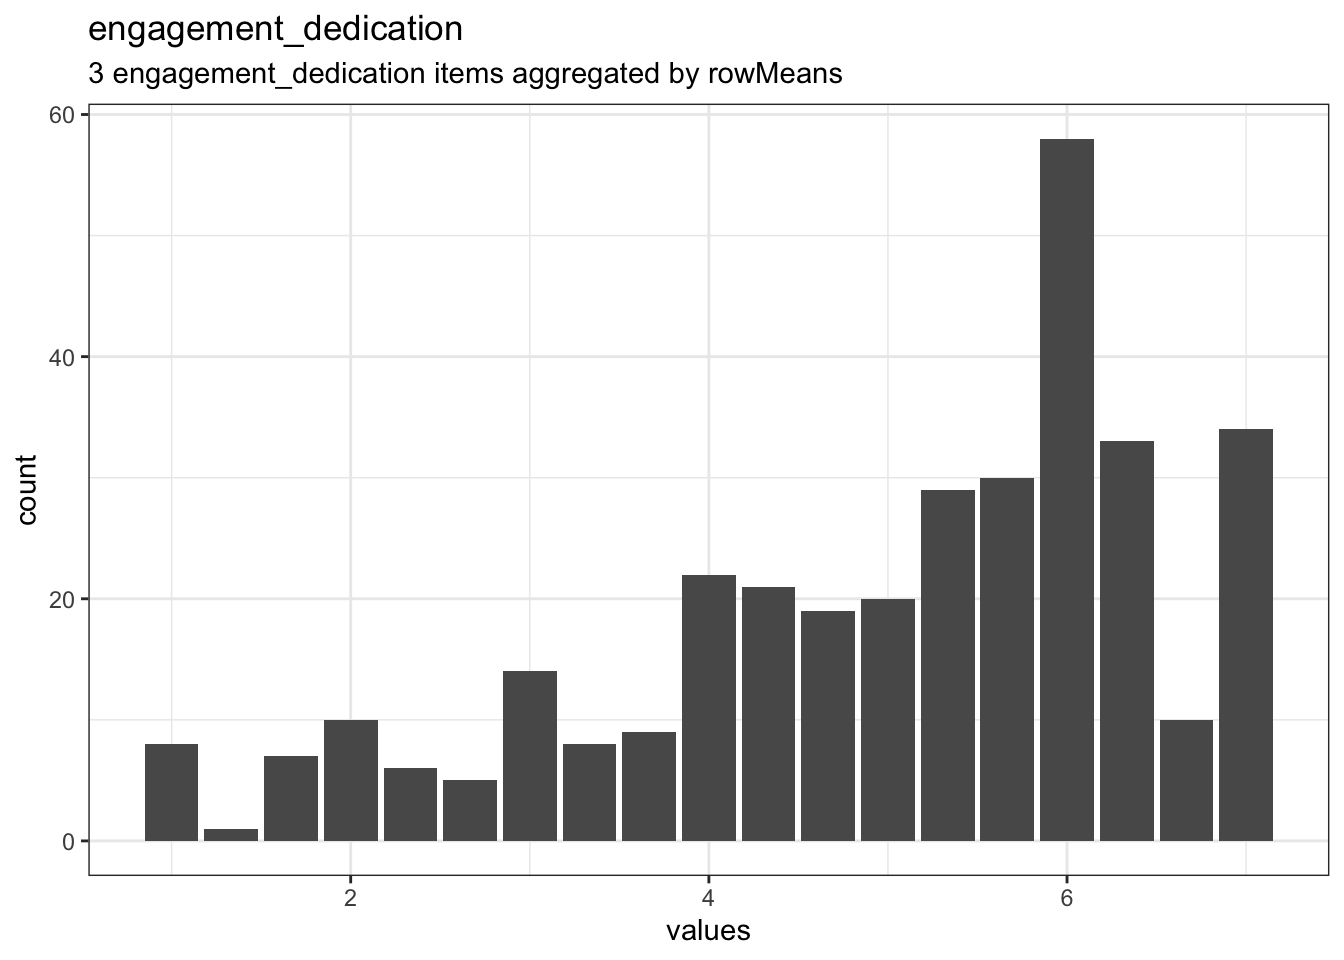 engagement_dedication
3 engagement_dedication items aggregated by rowMeans
60
40
20
0
count
2 4 6
values